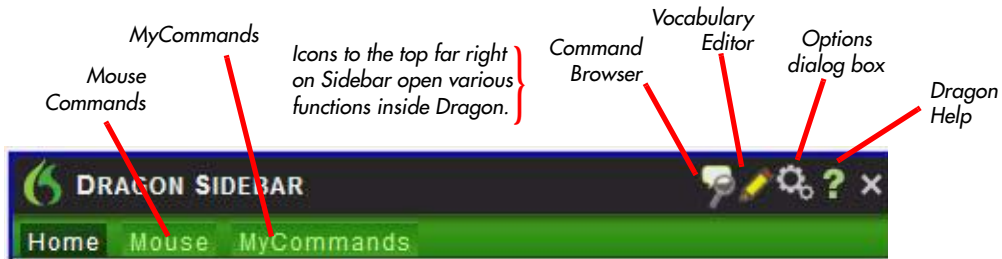 MyCommands
Mouse
Commands
Icons to the top far right
on Sidebar open various
functions inside Dragon.
Command
Browser
Vocabulary
Editor
Options
dialog box
Dragon
Help
DRAGON SIDEBAR
Home Mouse MyCommands